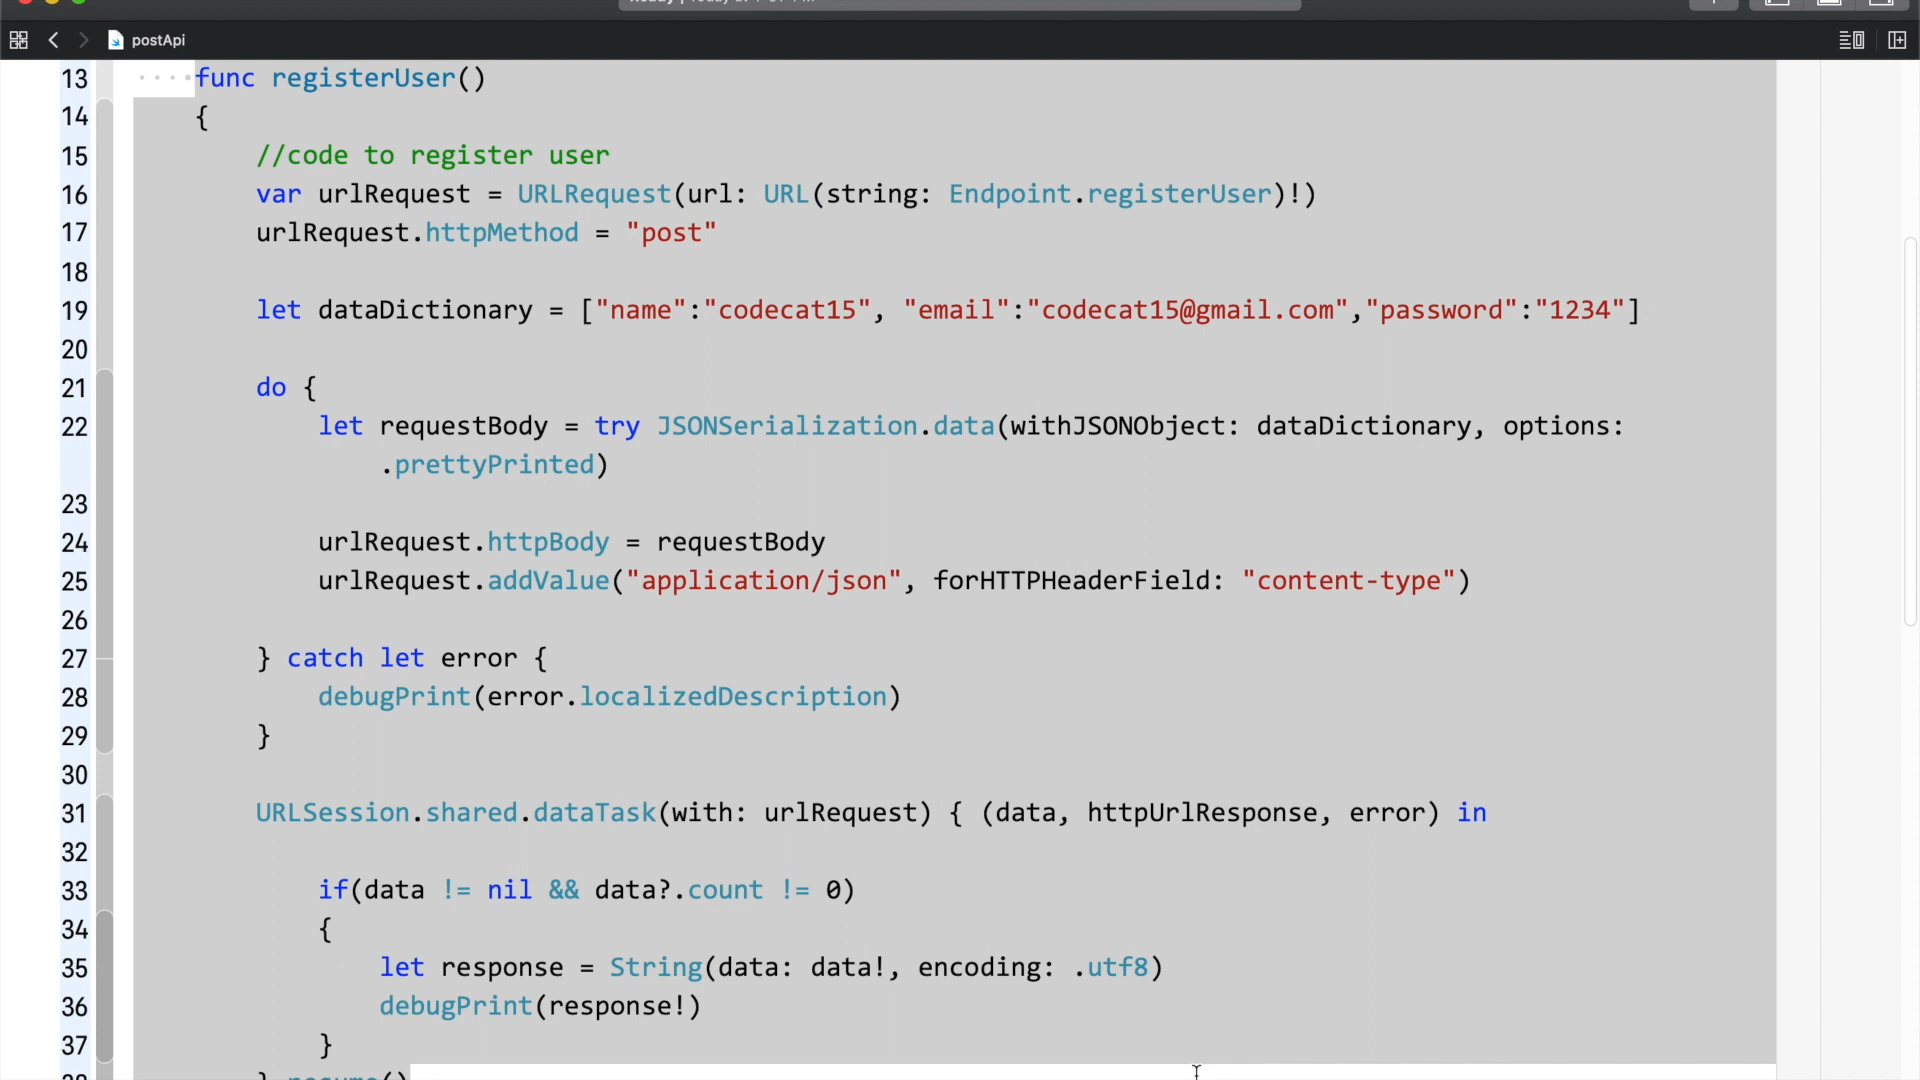 postApi
13 func registerUser()
14 {
15 //code to register user
16 var urlRequest = URLRequest(url: URL(string: Endpoint.registerUser)!)
17 urlRequest.httpMethod = "post"
18
19 let dataDictionary = ["name":"codecat15", "email":"codecat15@gmail.com","password":"1234"]
20
21 do {
22 let requestBody = try JSONSerialization.data(withJSONObject: dataDictionary, options:
.prettyPrinted)
23
24 urlRequest.httpBody = requestBody
25 urlRequest.addValue("application/json", forHTTPHeaderField: "content-type")
26
27 } catch let error {
28 debugPrint(error.localizedDescription)
29 }
30
31 URLSession.shared.dataTask(with: urlRequest) { (data, httpUrlResponse, error) in
32
33 if(data != nil && data?.count != 0)
34 {
35 let response = String(data: data!, encoding: .utf8)
36 debugPrint(response!)
37 }